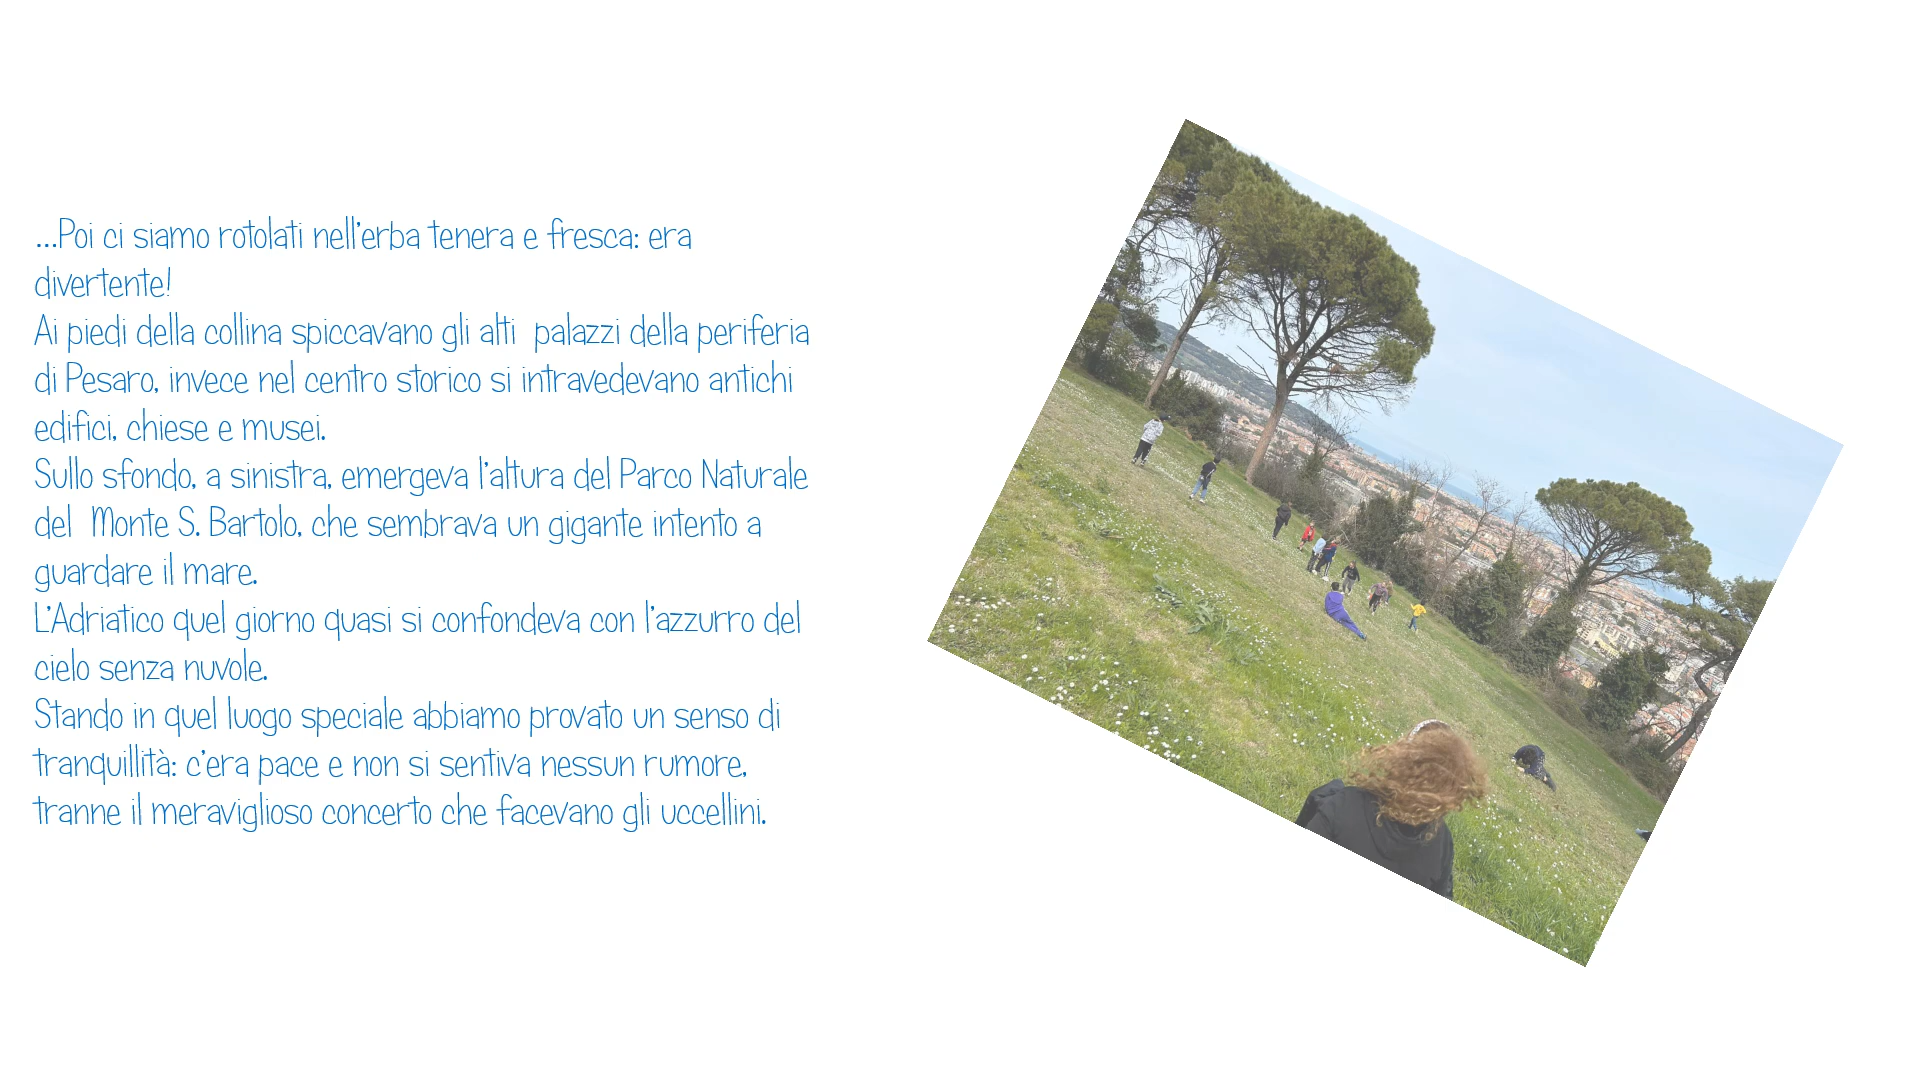 ...Poi ci siamo rotolati nell'erba tenera e fresca: era
divertente!
Ai piedi della collina spiccavano gli alti  palazzi della periferia
di Pesaro, invece nel centro storico si intravedevano antichi
edifici, chiese e musei.
Sullo sfondo, a sinistra, emergeva l'altura del Parco Naturale
del  Monte S. Bartolo, che sembrava un gigante intento a
guardare il mare.
L'Adriatico quel giorno quasi si confondeva con l'azzurro del
cielo senza nuvole.
Stando in quel luogo speciale abbiamo provato un senso di
tranquillità: c'era pace e non si sentiva nessun rumore,
tranne il meraviglioso concerto che facevano gli uccellini.